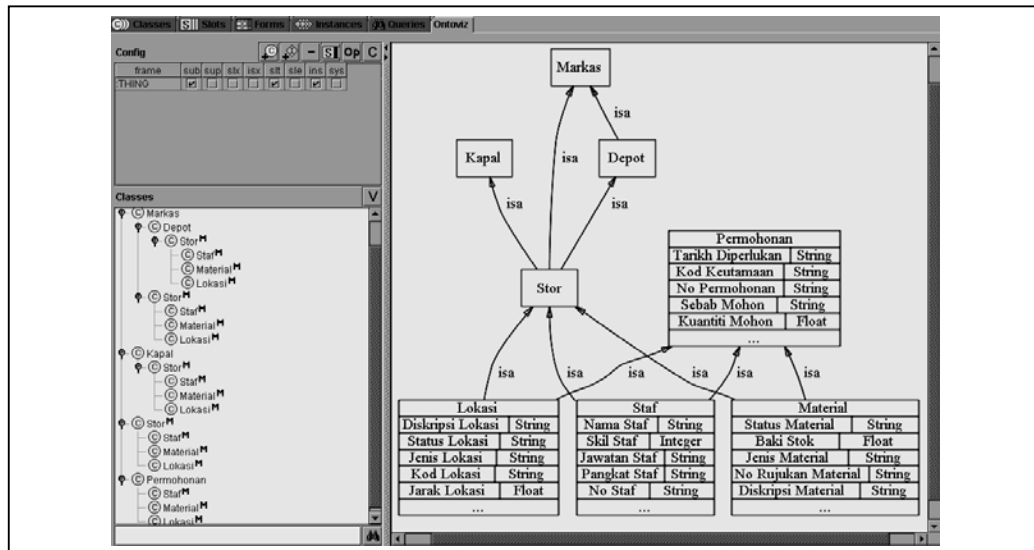 Classes Slots Forms Instances Queries Ontoviz
Config
S Op C
frame sub sup slx isx slt sle ins sys
:THING
Classes
V
Markas
Depot
Stor M
Staf M
Material M
Lokasi M
Stor M
Staf M
Material M
Lokasi M
Kapal
Stor M
Staf M
Material M
Lokasi M
Stor M
Staf M
Material M
Lokasi M
Permohonan
Staf M
Material M
Lokasi M
Markas
isa
Kapal
isa
Depot
isa
isa
Stor
Permohonan
Tarikh Diperlukan String
Kod Keutamaan String
No Permohonan String
Sebab Mohon String
Kuantiti Mohon Float
...
isa
isa
isa
isa
isa
Lokasi
Diskripsi Lokasi String
Status Lokasi String
Jenis Lokasi String
Kod Lokasi String
Jarak Lokasi Float
...
Staf
Nama Staf String
Skil Staf Integer
Jawatan Staf String
Pangkat Staf String
No Staf String
...
Material
Status Material String
Baki Stok Float
Jenis Material String
No Rujukan Material String
Diskripsi Material String
...